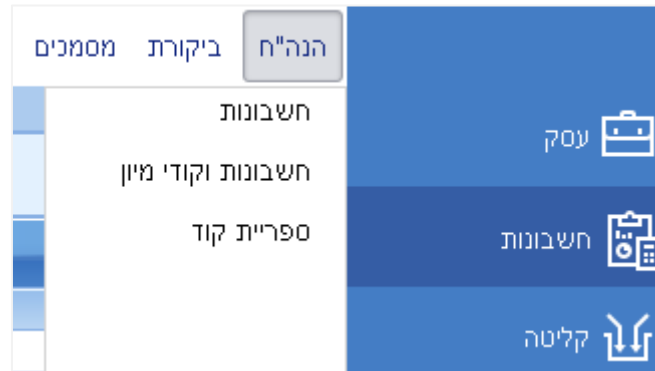 הנה"ח ביקורת מסמכים
חשבונות
חשבונות וקודי מיון
ספריית קוד
עסק
חשבונות
קליטה